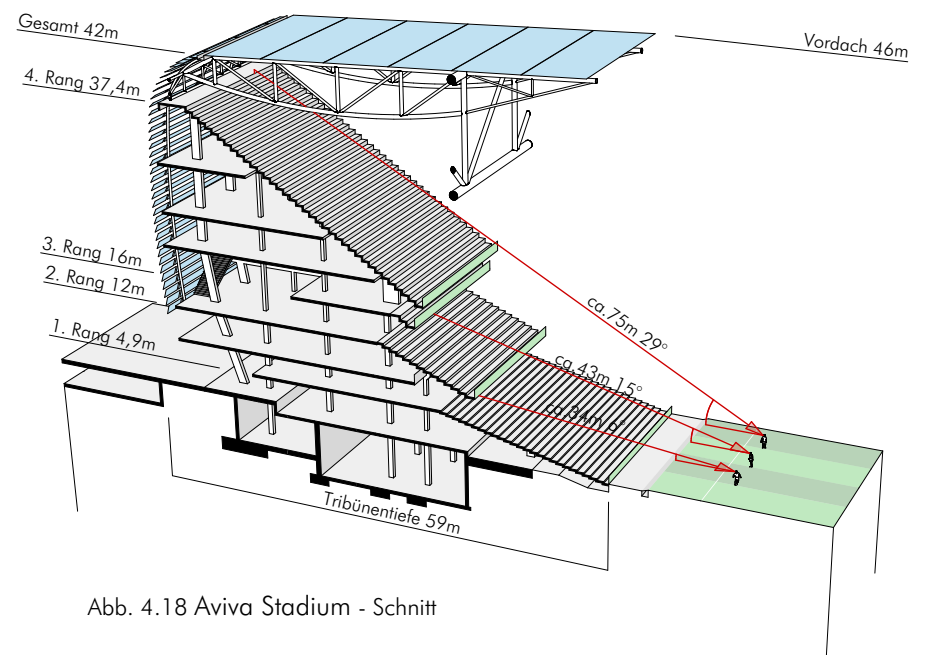 Gesamt 42m
Vordach 46m
4. Rang 37,4m
3. Rang 16m
2. Rang 12m
1. Rang 4,9m
ca.75m 29°
ca.43m 15°
ca.34m 6°
Tribünentiefe 59m
Abb. 4.18 Aviva Stadium - Schnitt